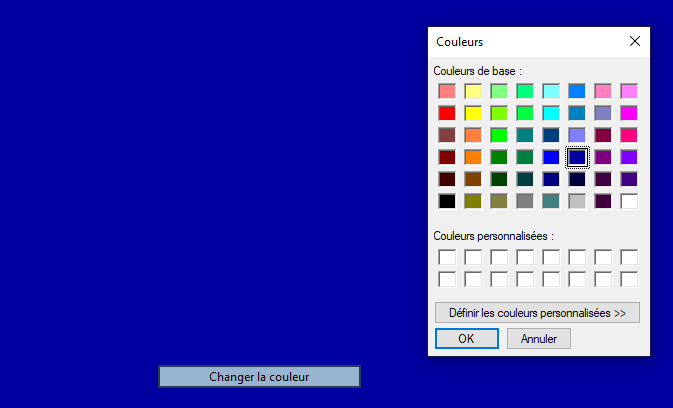 Couleurs
Couleurs de base :
Couleurs personnalisées :
Définir les couleurs personnalisées >>
OK
Annuler
Changer la couleur